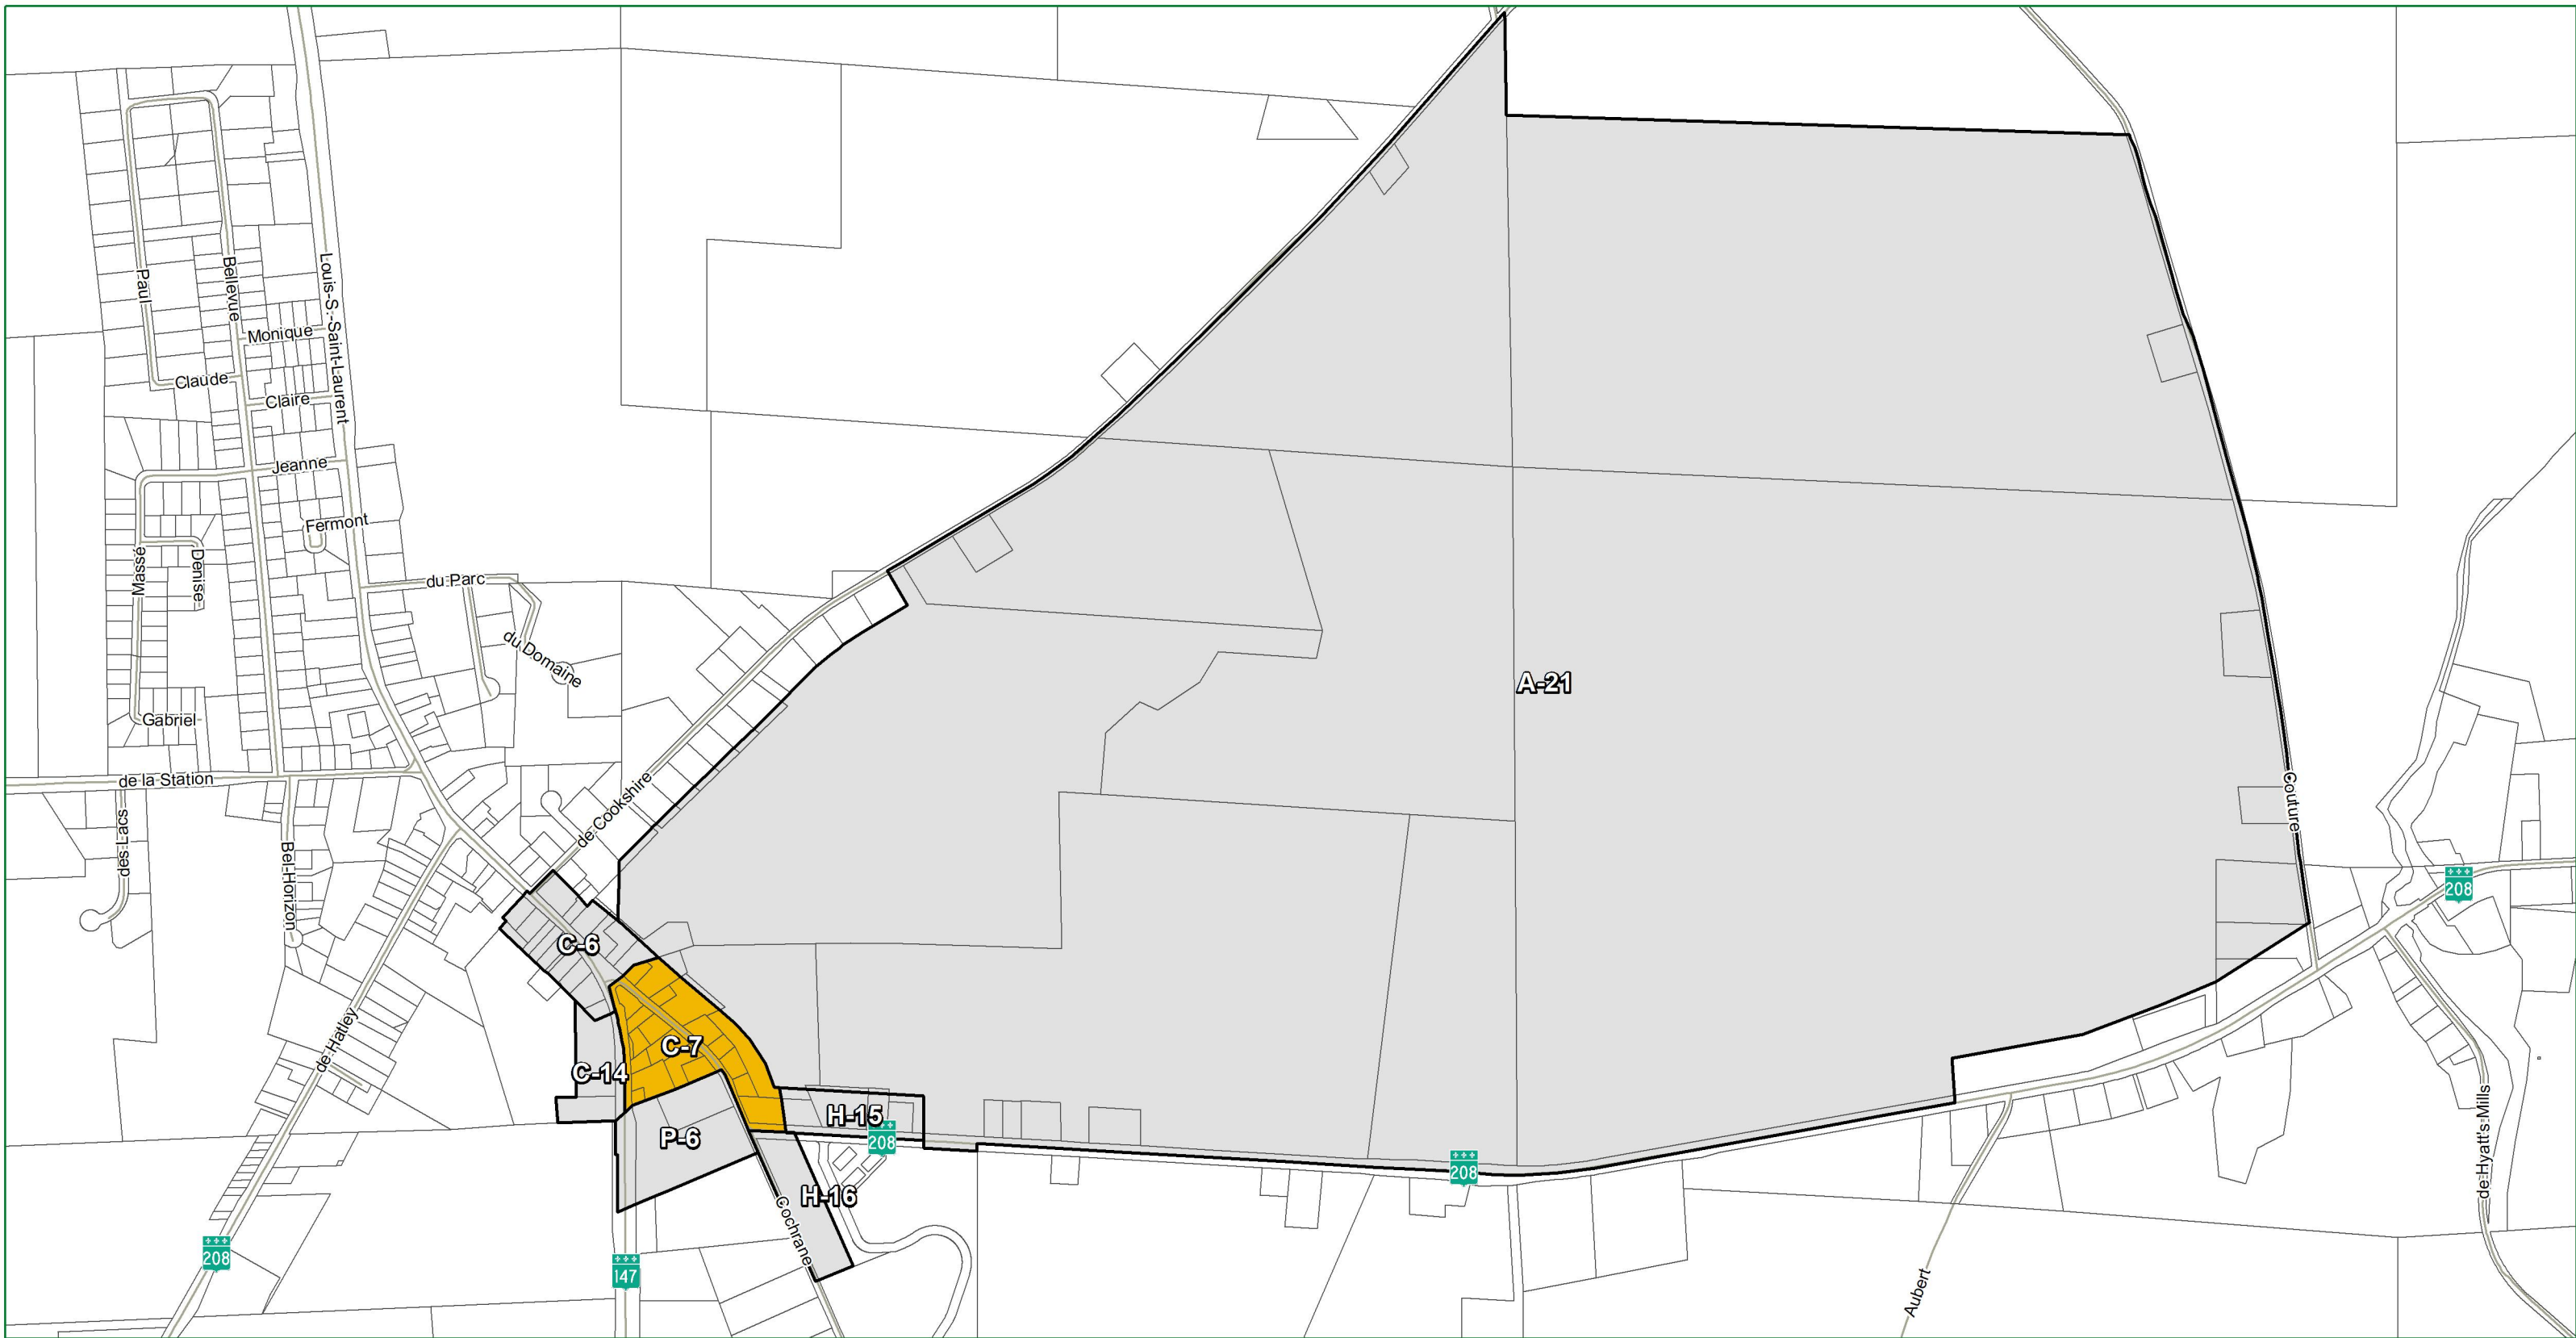 Paul
Bellevue
Louis-S.-Saint-Laurent
Monique
Claude
Claire
Jeanne
Fermont
Massé
Denise
du Parc
du Domaine
A-21
Gabriel
de la Station
de Cookshire
Couture
des Lacs
Bel-Horizon
208
C-6
de Hatley
C-7
C-14
H-15
P-6
208
208
de Hyatt's Mills
H-16
Cochrane
208
147
Aubert